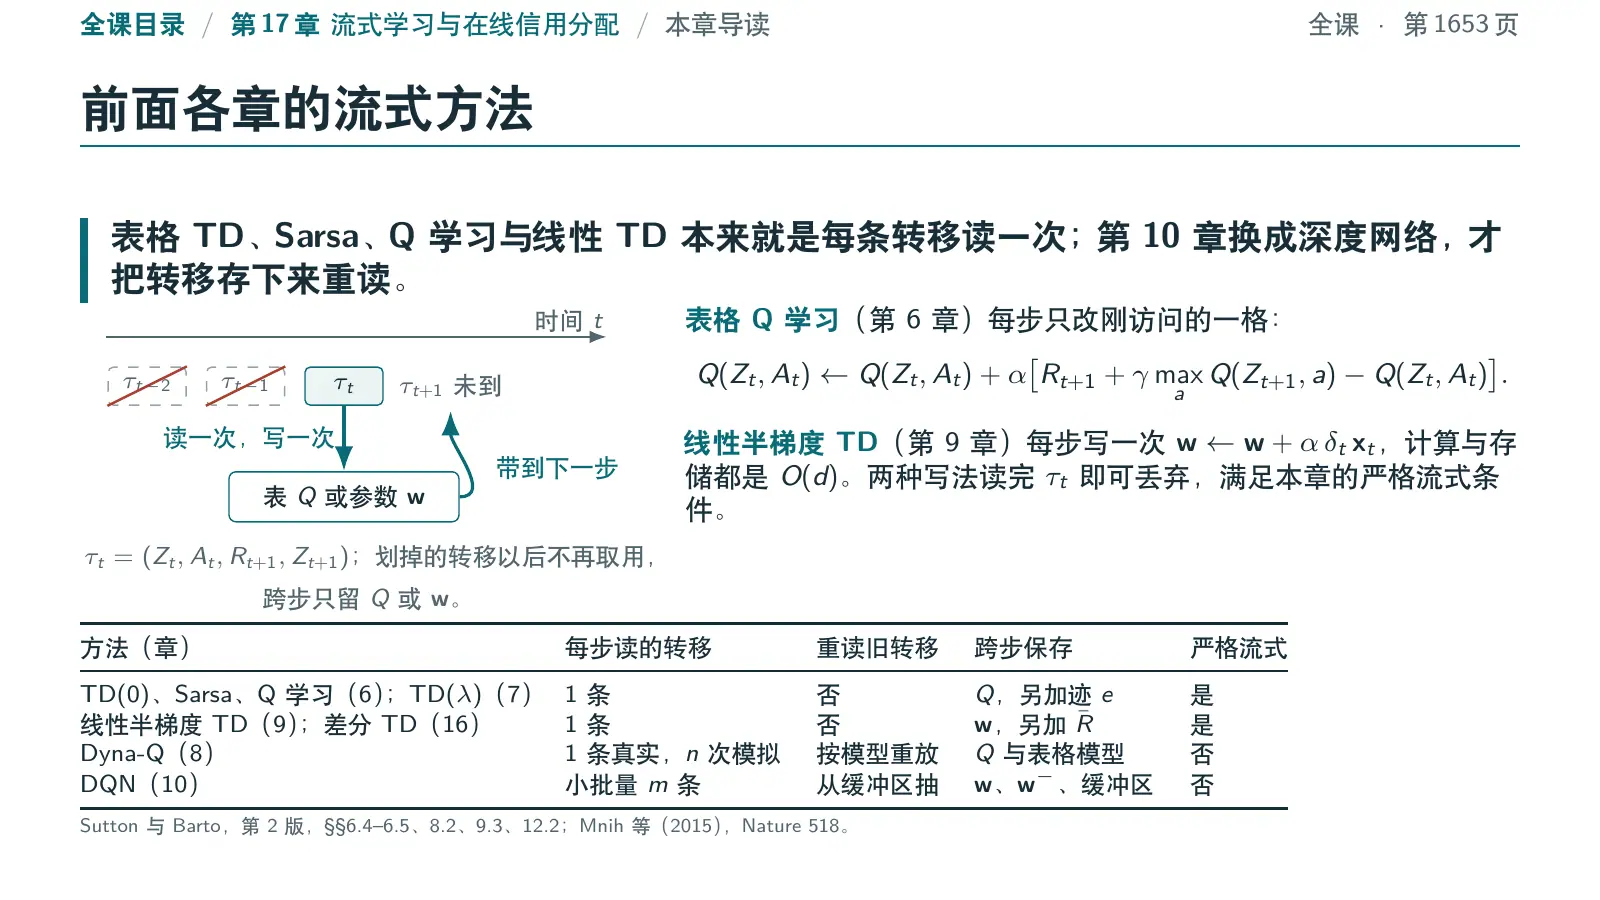 全课目录 / 第 17 章 流式学习与在线信用分配 / 本章导读
全课 · 第 1653 页
前面各章的流式方法
表格 TD、Sarsa、Q 学习与线性 TD 本来就是每条转移读一次；第 10 章换成深度网络，才
把转移存下来重读。
时间 t
τₜ₋₂ τₜ₋₁ τₜ τₜ₊₁ 未到
读一次，写一次
带到下一步
表 Q 或参数 w
τₜ = (Zₜ, Aₜ, Rₜ₊₁, Zₜ₊₁)；划掉的转移以后不再取用，
跨步只留 Q 或 w。
表格 Q 学习（第 6 章）每步只改刚访问的一格：
Q(Zₜ, Aₜ) ← Q(Zₜ, Aₜ) + α[Rₜ₊₁ + γ maxₐ Q(Zₜ₊₁, a) − Q(Zₜ, Aₜ)].
线性半梯度 TD（第 9 章）每步写一次 w ← w + α δₜ xₜ，计算与存
储都是 O(d)。两种写法读完 τₜ 即可丢弃，满足本章的严格流式条
件。
方法（章） 每步读的转移 重读旧转移 跨步保存 严格流式
TD(0)、Sarsa、Q 学习（6）；TD(λ)（7） 1 条 否 Q，另加迹 e 是
线性半梯度 TD（9）；差分 TD（16） 1 条 否 w，另加 R̄ 是
Dyna-Q（8） 1 条真实，n 次模拟 按模型重放 Q 与表格模型 否
DQN（10） 小批量 m 条 从缓冲区抽 w、w⁻、缓冲区 否
Sutton 与 Barto，第 2 版，§§6.4–6.5、8.2、9.3、12.2；Mnih 等（2015），Nature 518。